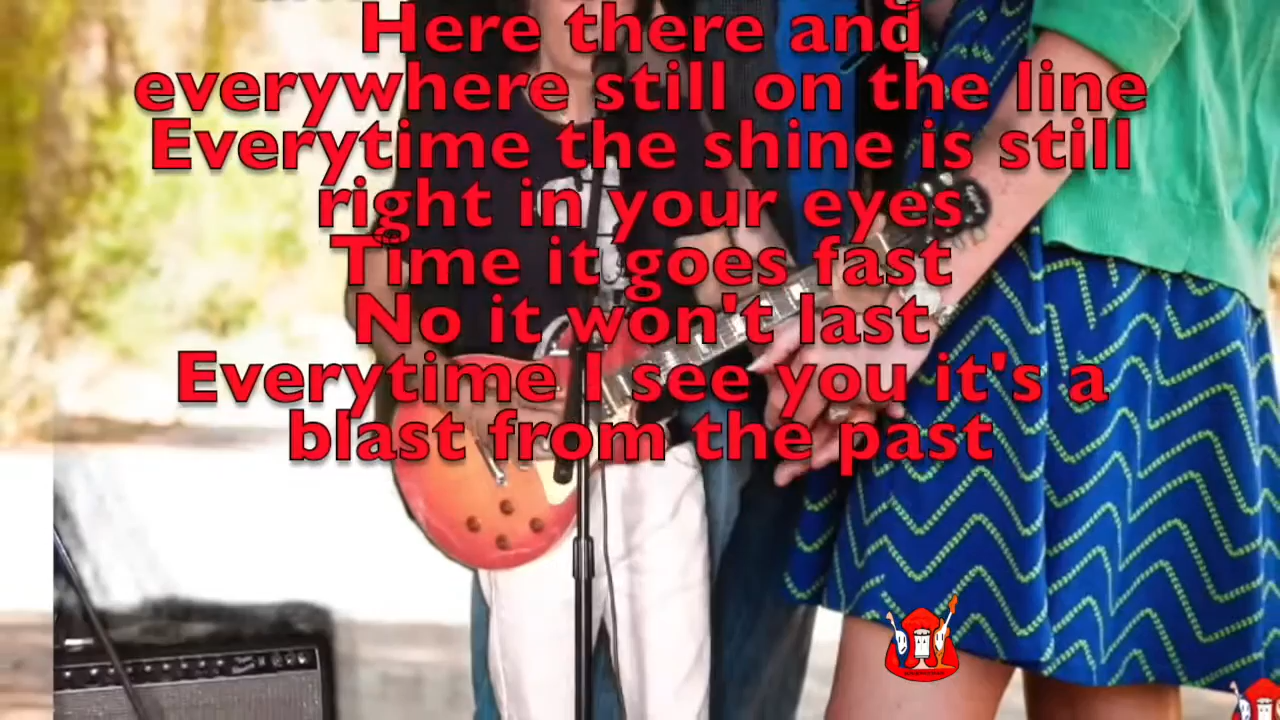 Here there and
everywhere still on the line
Everytime the shine is still
right in your eyes
Time it goes fast
No it won't last
Everytime I see you it's a
blast from the past